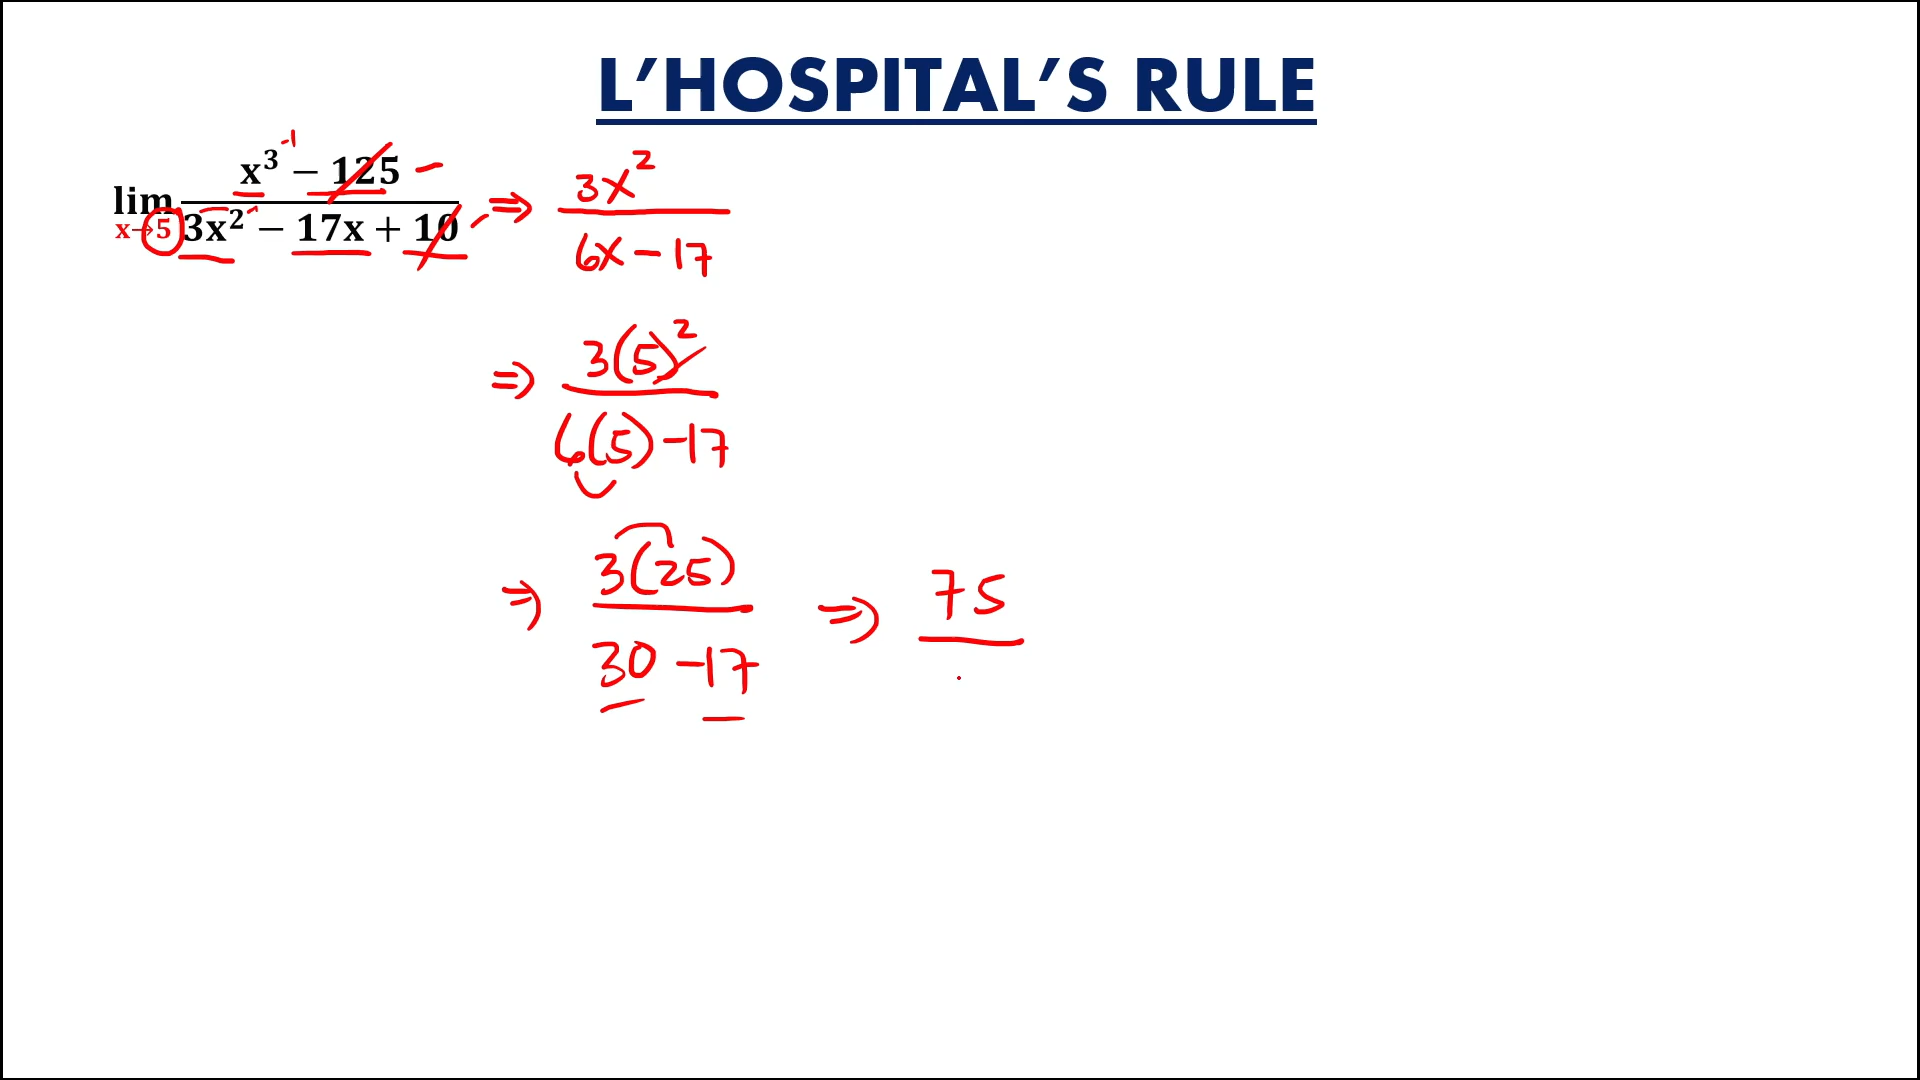 L’HOSPITAL’S RULE
lim x→5 (x³ − 125)/(3x² − 17x + 10) ⇒ 3x²/(6x − 17)
-1
⇒ 3(5)²/(6(5) − 17)
⇒ 3(25)/(30 − 17) ⇒ 75